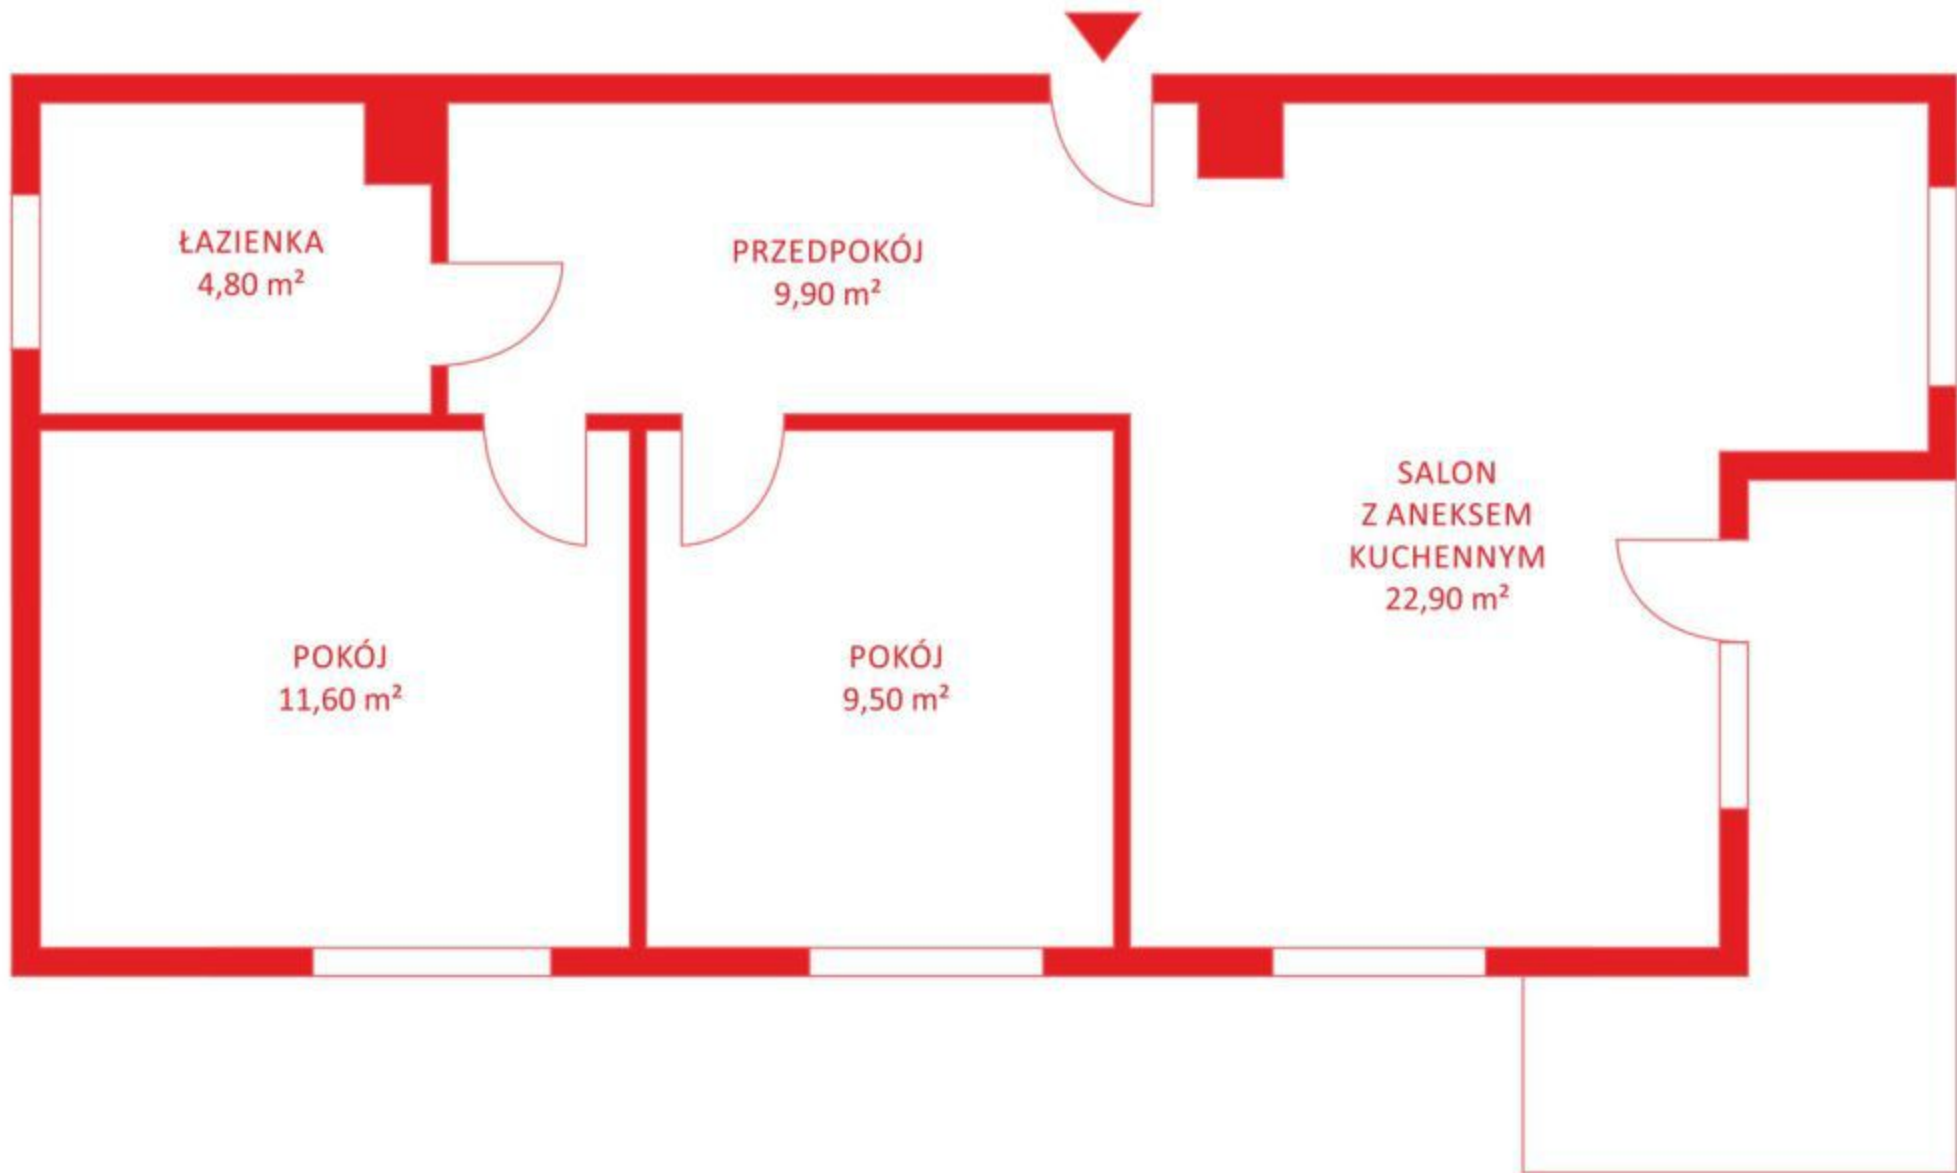 ŁAZIENKA
4,80 m²
PRZEDPOKÓJ
9,90 m²
SALON
Z ANEKSEM
KUCHENNYM
22,90 m²
POKÓJ
11,60 m²
POKÓJ
9,50 m²